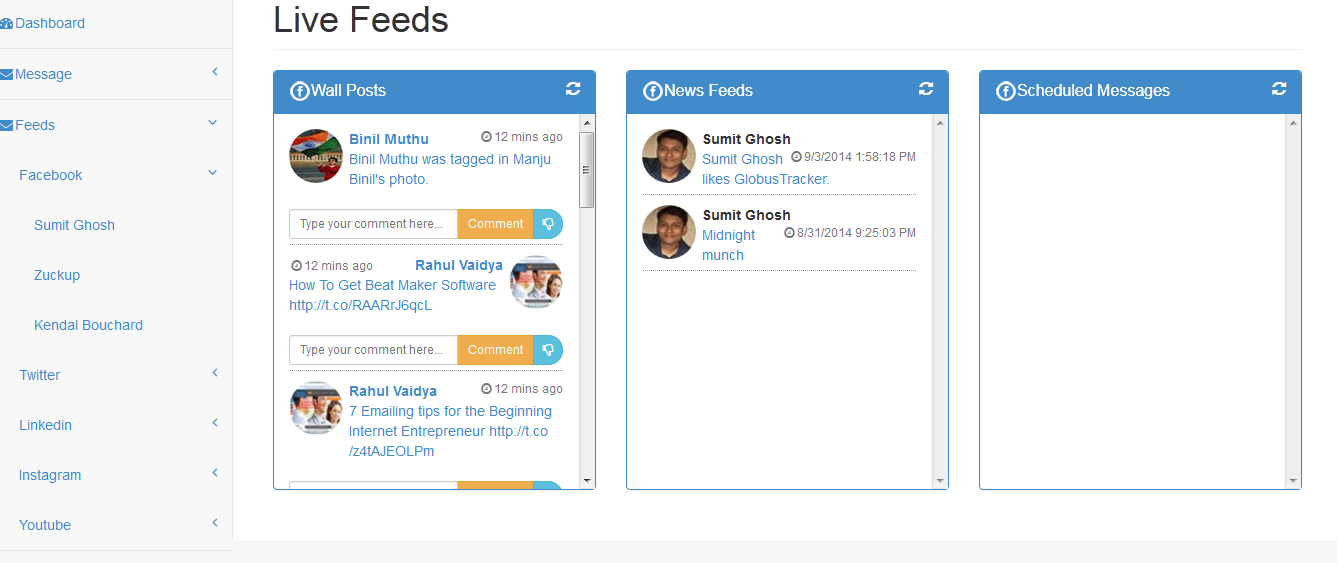 Dashboard
Message
Feeds
Facebook
Sumit Ghosh
Zuckup
Kendal Bouchard
Twitter
Linkedin
Instagram
Youtube
Live Feeds
Wall Posts
Binil Muthu
12 mins ago
Binil Muthu was tagged in Manju
Binil's photo.
Type your comment here...
Comment
12 mins ago
Rahul Vaidya
How To Get Beat Maker Software
http://t.co/RAARrJ6qcL
Type your comment here...
Comment
Rahul Vaidya
12 mins ago
7 Emailing tips for the Beginning
Internet Entrepreneur http://t.co
/z4tAJEOLPm
News Feeds
Sumit Ghosh
Sumit Ghosh
9/3/2014 1:58:18 PM
likes GlobusTracker.
Sumit Ghosh
Midnight
8/31/2014 9:25:03 PM
munch
Scheduled Messages